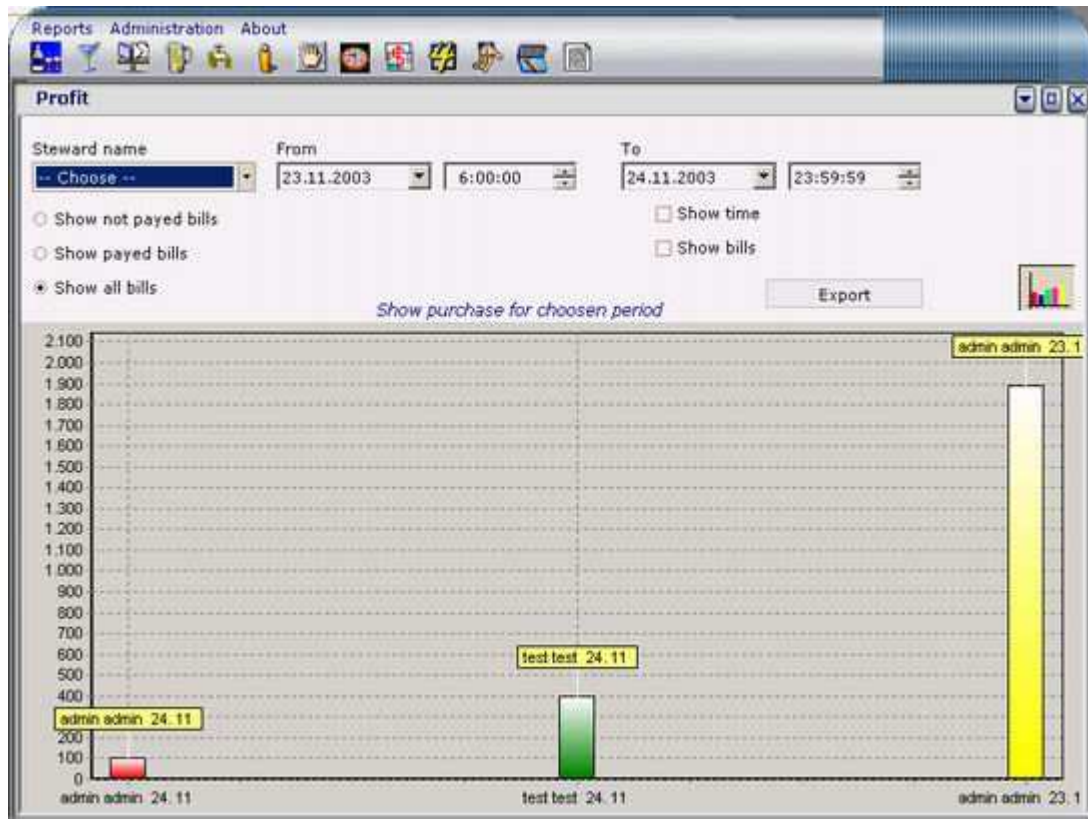 Reports Administration About
Profit
Steward name From To
-- Choose -- 23.11.2003 6:00:00 24.11.2003 23:59:59
Show not payed bills Show time
Show payed bills Show bills
Show all bills Export
Show purchase for choosen period
2.100
admin admin 23.1
2.000
1.900
1.800
1.700
1.600
1.500
1.400
1.300
1.200
1.100
1.000
900
800
700
600 test test 24.11
500
400
admin admin 24.11
200
100
0
admin admin 24.11 test test 24.11 admin admin 23.1